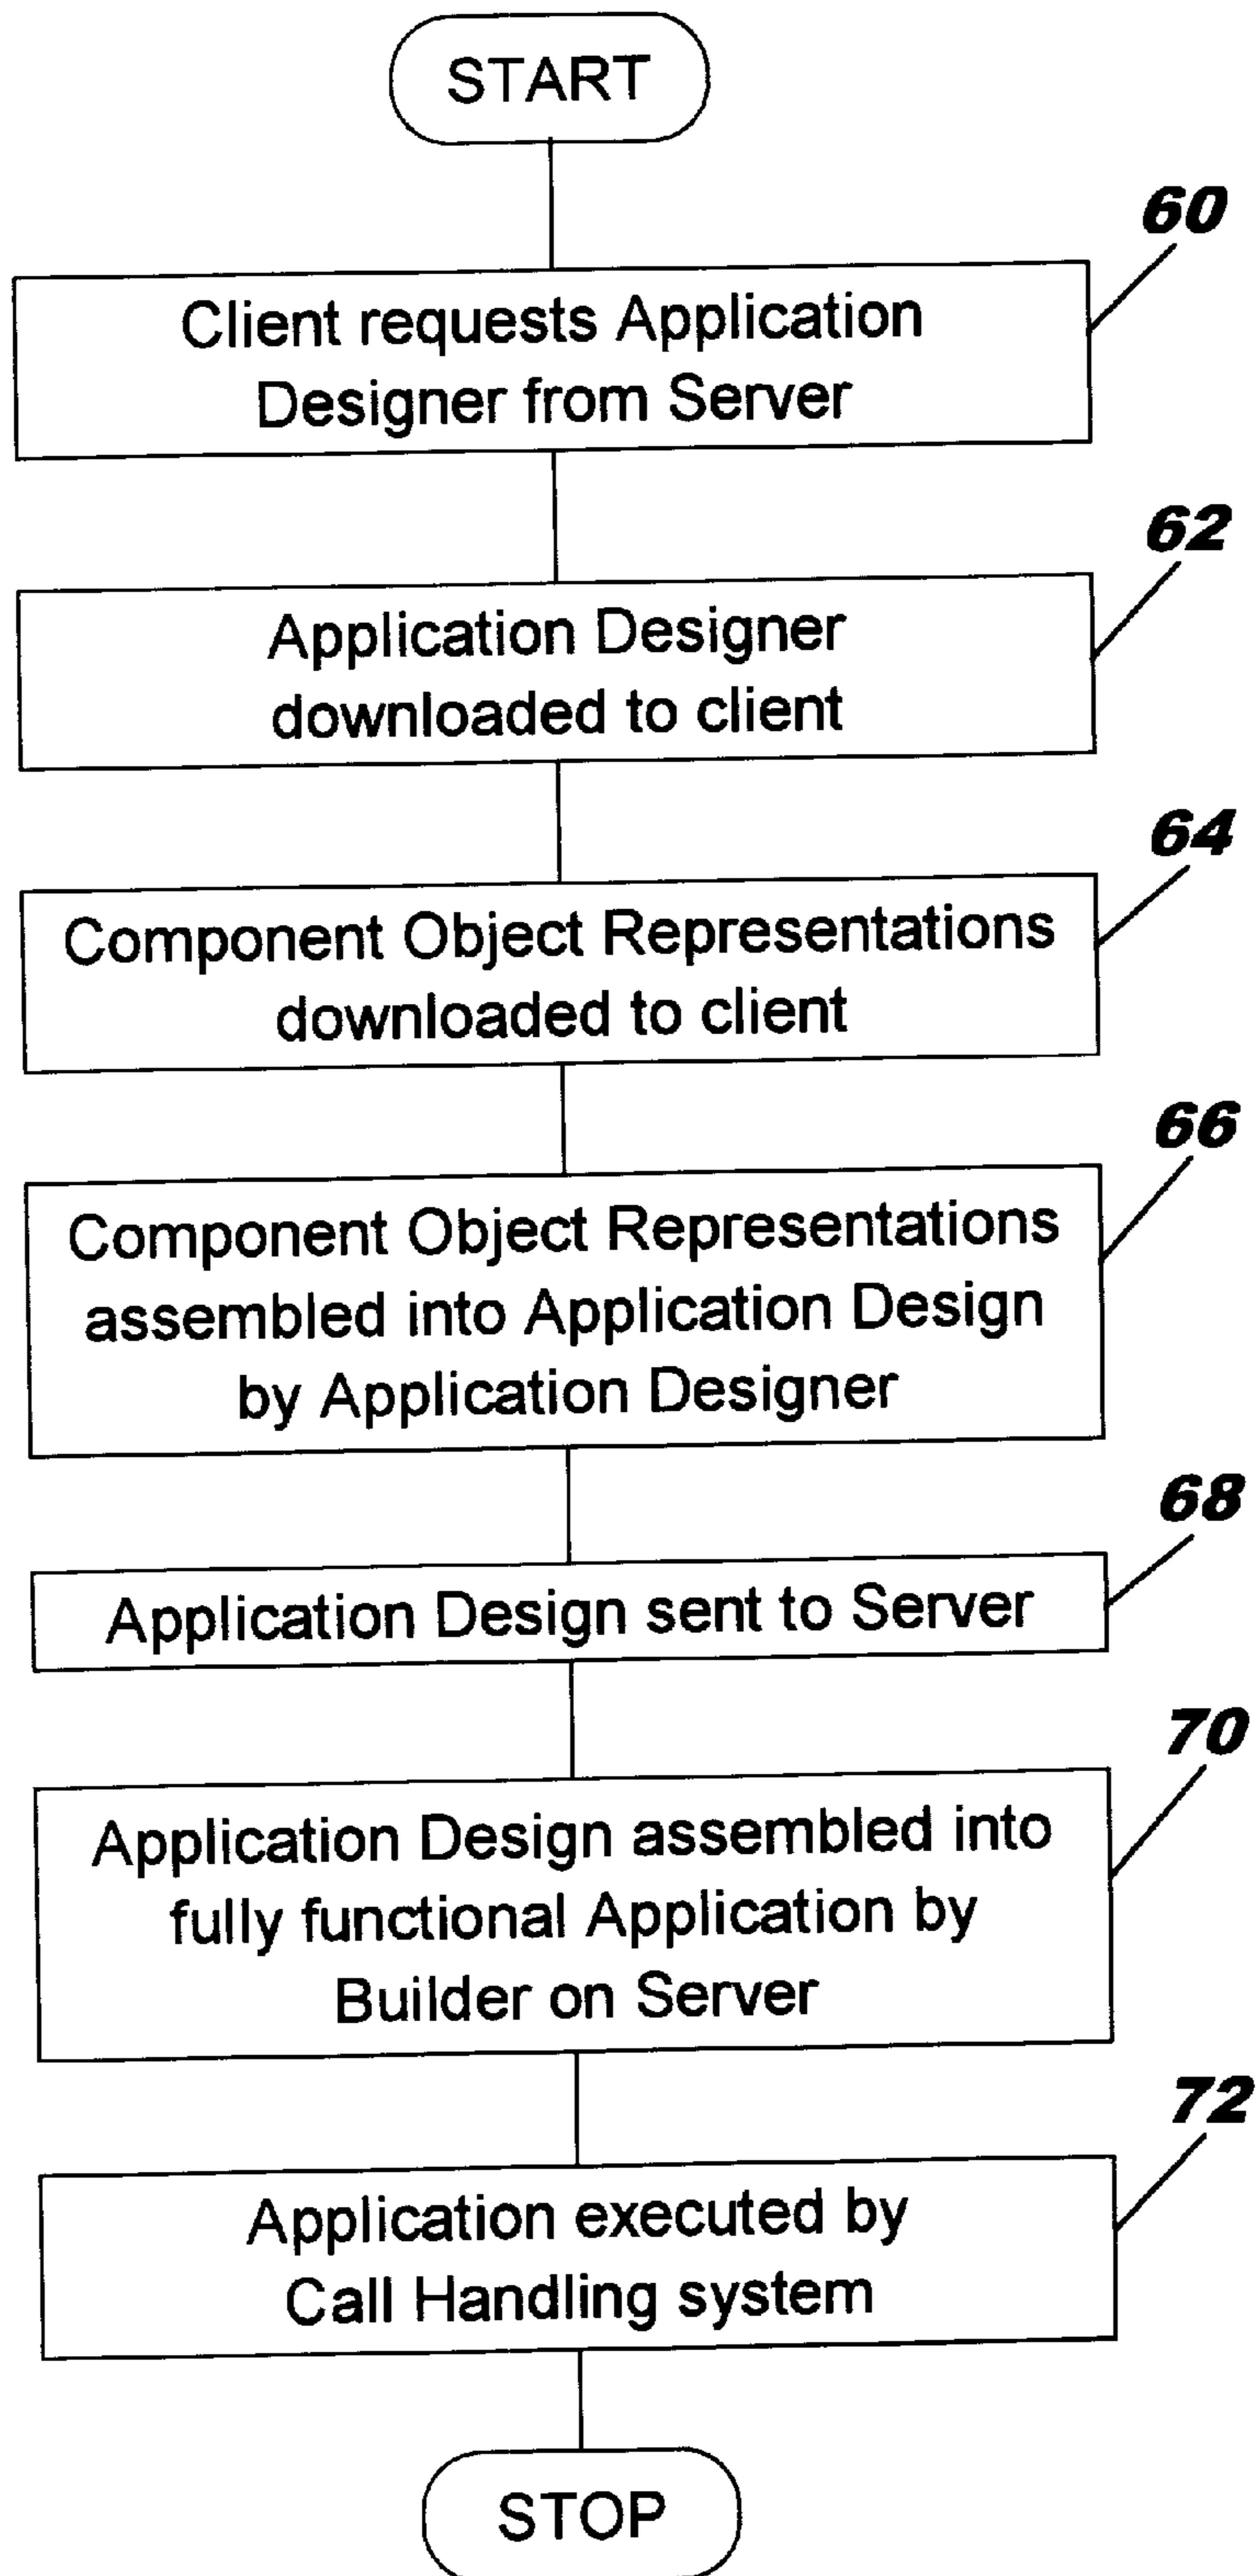 START
60
Client requests Application
Designer from Server
62
Application Designer
downloaded to client
64
Component Object Representations
downloaded to client
66
Component Object Representations
assembled into Application Design
by Application Designer
68
Application Design sent to Server
70
Application Design assembled into
fully functional Application by
Builder on Server
72
Application executed by
Call Handling system
STOP